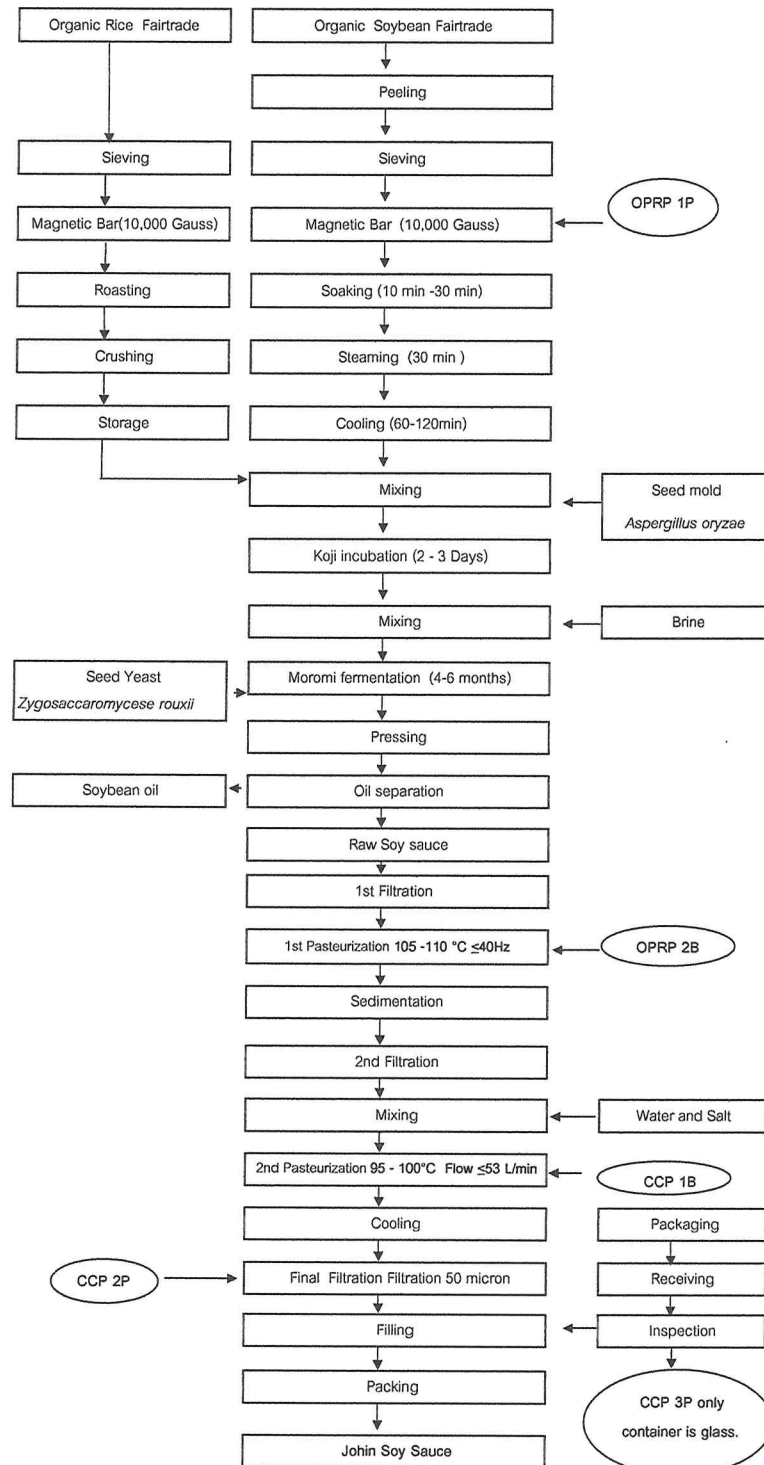 Organic Rice Fairtrade
Organic Soybean Fairtrade
Peeling
Sieving
Sieving
Magnetic Bar(10,000 Gauss)
Magnetic Bar (10,000 Gauss)
OPRP 1P
Roasting
Soaking (10 min -30 min)
Crushing
Steaming (30 min )
Storage
Cooling (60-120min)
Mixing
Seed mold
Aspergillus oryzae
Koji incubation (2 - 3 Days)
Mixing
Brine
Seed Yeast
Zygosaccaromycese rouxii
Moromi fermentation (4-6 months)
Pressing
Soybean oil
Oil separation
Raw Soy sauce
1st Filtration
1st Pasteurization 105 -110 °C ≤40Hz
OPRP 2B
Sedimentation
2nd Filtration
Mixing
Water and Salt
2nd Pasteurization 95 - 100°C Flow ≤53 L/min
CCP 1B
Cooling
Packaging
CCP 2P
Final Filtration Filtration 50 micron
Receiving
Filling
Inspection
Packing
CCP 3P only
container is glass.
Johin Soy Sauce